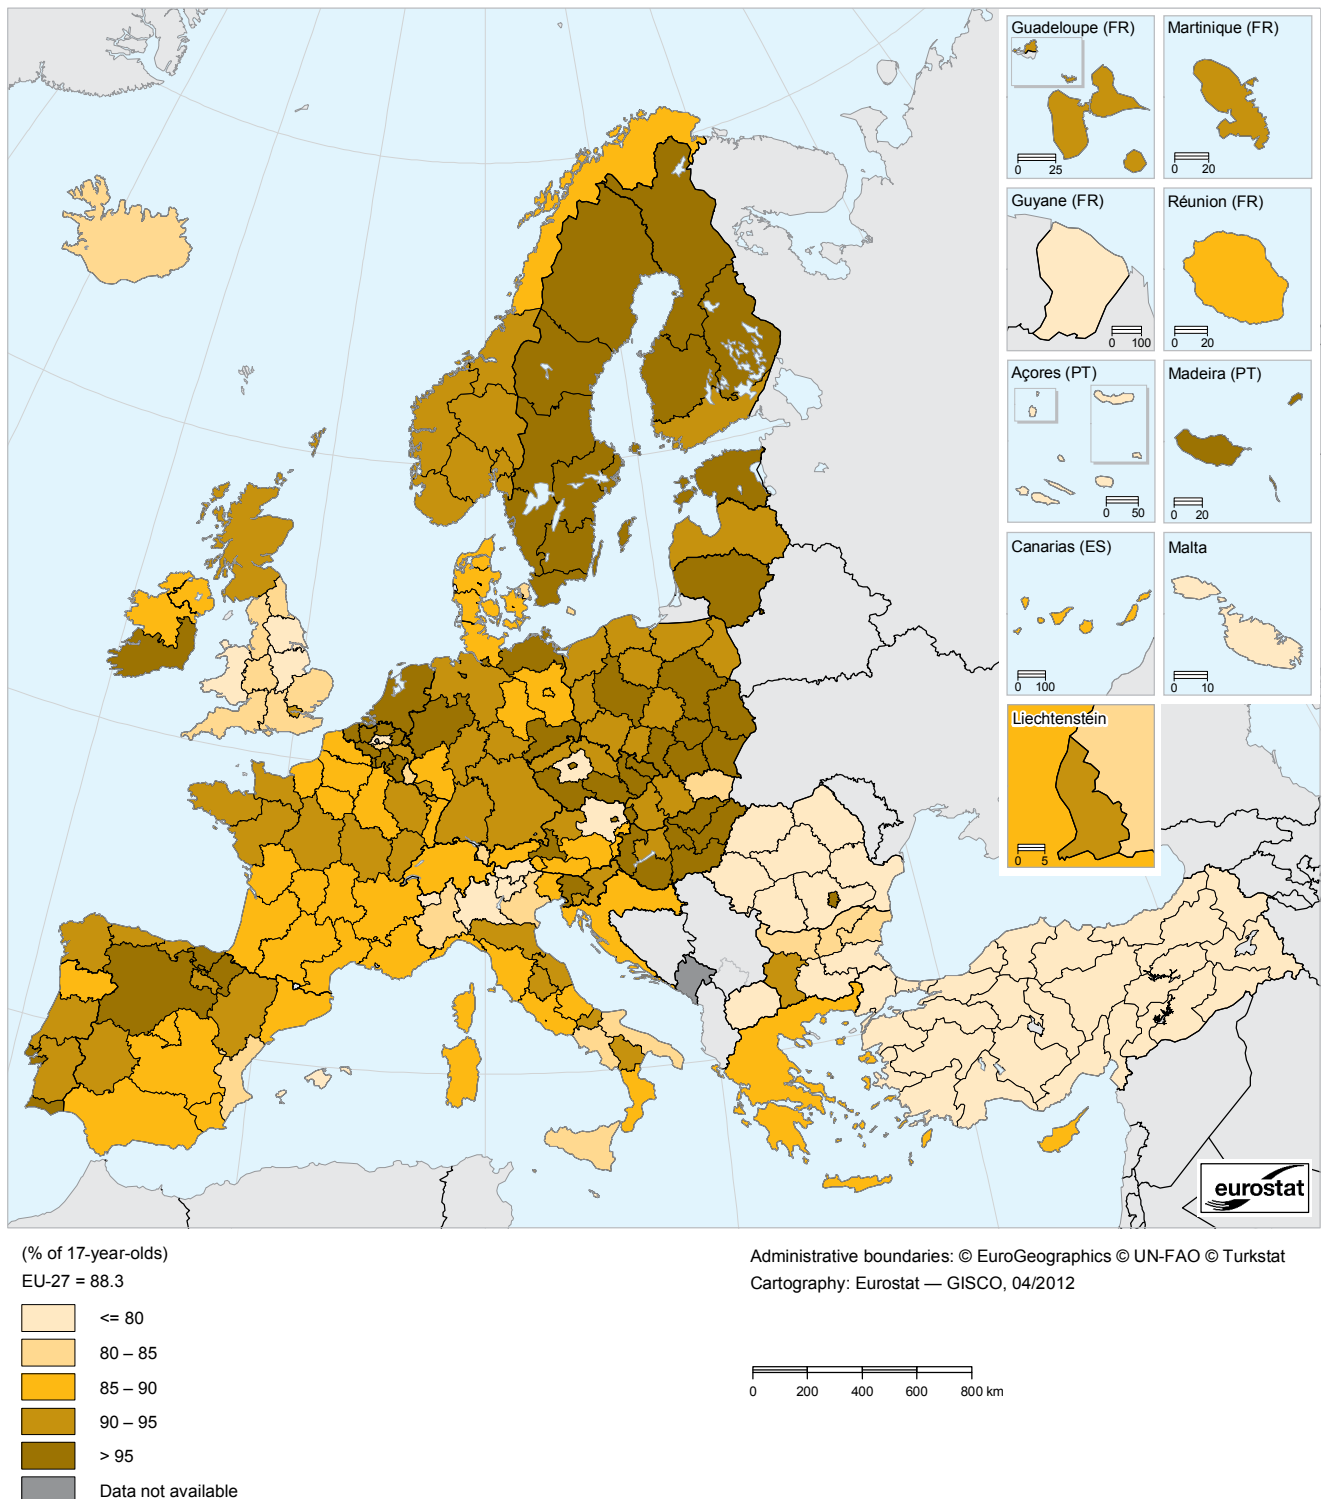 Guadeloupe (FR)
0 25
Martinique (FR)
0 20
Guyane (FR)
0 100
Réunion (FR)
0 20
Açores (PT)
0 50
Madeira (PT)
0 20
Canarias (ES)
0 100
Malta
0 10
Liechtenstein
0 5
eurostat
(% of 17-year-olds)
EU-27 = 88.3
<= 80
80 – 85
85 – 90
90 – 95
> 95
Data not available
Administrative boundaries: © EuroGeographics © UN-FAO © Turkstat
Cartography: Eurostat — GISCO, 04/2012
0 200 400 600 800 km